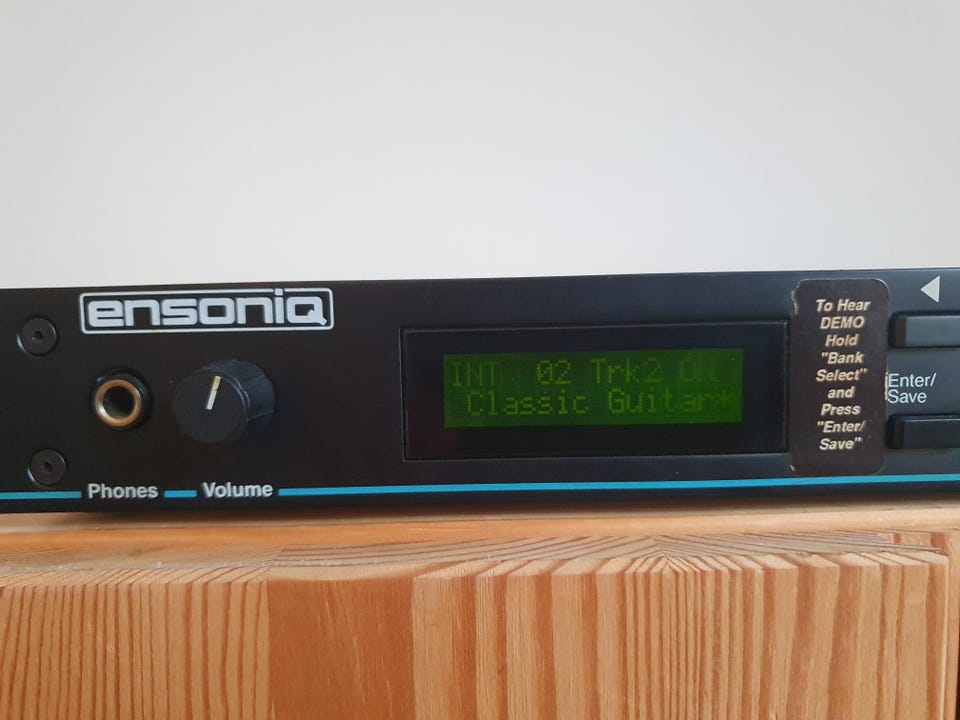 ensoniq
INT 02 Trk2 ON
Classic Guitar*
To Hear
DEMO
Hold
"Bank
Select"
and
Press
"Enter/
Save"
Enter/
Save
Phones
Volume